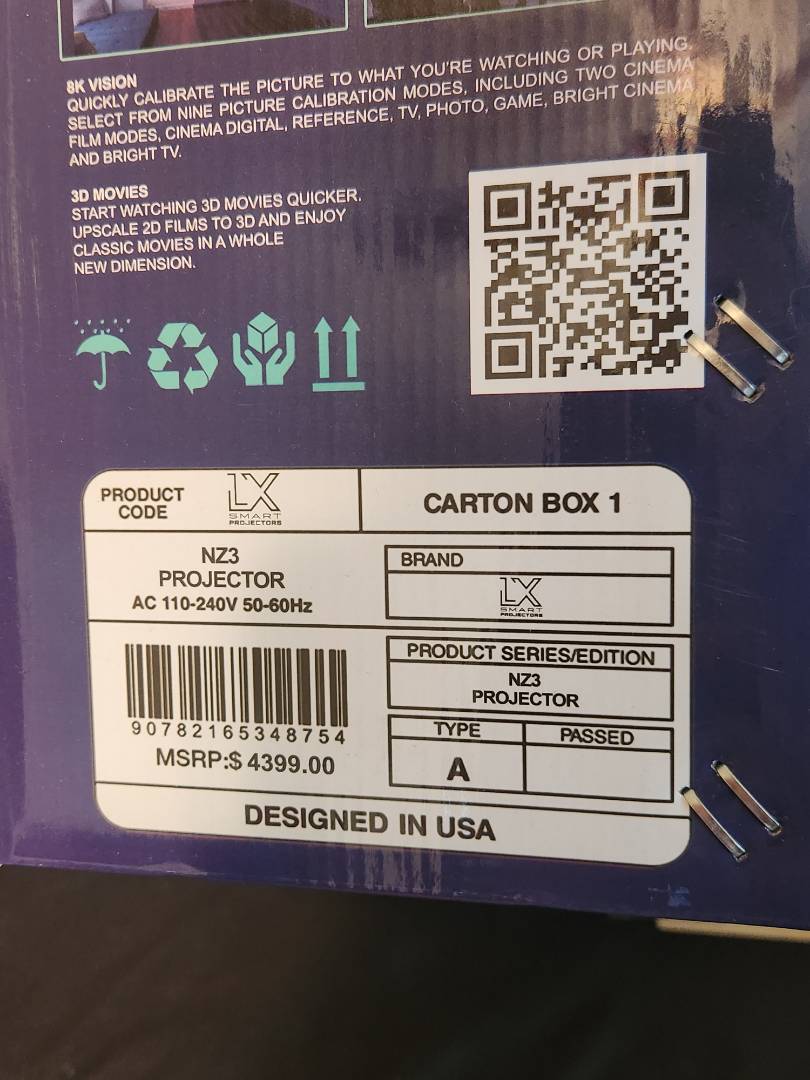 8K VISION
QUICKLY CALIBRATE THE PICTURE TO WHAT YOU'RE WATCHING OR PLAYING.
SELECT FROM NINE PICTURE CALIBRATION MODES, INCLUDING TWO CINEMA
FILM MODES, CINEMA DIGITAL, REFERENCE, TV, PHOTO, GAME, BRIGHT CINEMA
AND BRIGHT TV.
3D MOVIES
START WATCHING 3D MOVIES QUICKER.
UPSCALE 2D FILMS TO 3D AND ENJOY
CLASSIC MOVIES IN A WHOLE
NEW DIMENSION.
PRODUCT
CODE
LX
SMART
PROJECTORS
CARTON BOX 1
NZ3
PROJECTOR
AC 110-240V 50-60Hz
BRAND
LX
SMART
PROJECTORS
90782165348754
MSRP:$ 4399.00
PRODUCT SERIES/EDITION
NZ3
PROJECTOR
TYPE
PASSED
A
DESIGNED IN USA